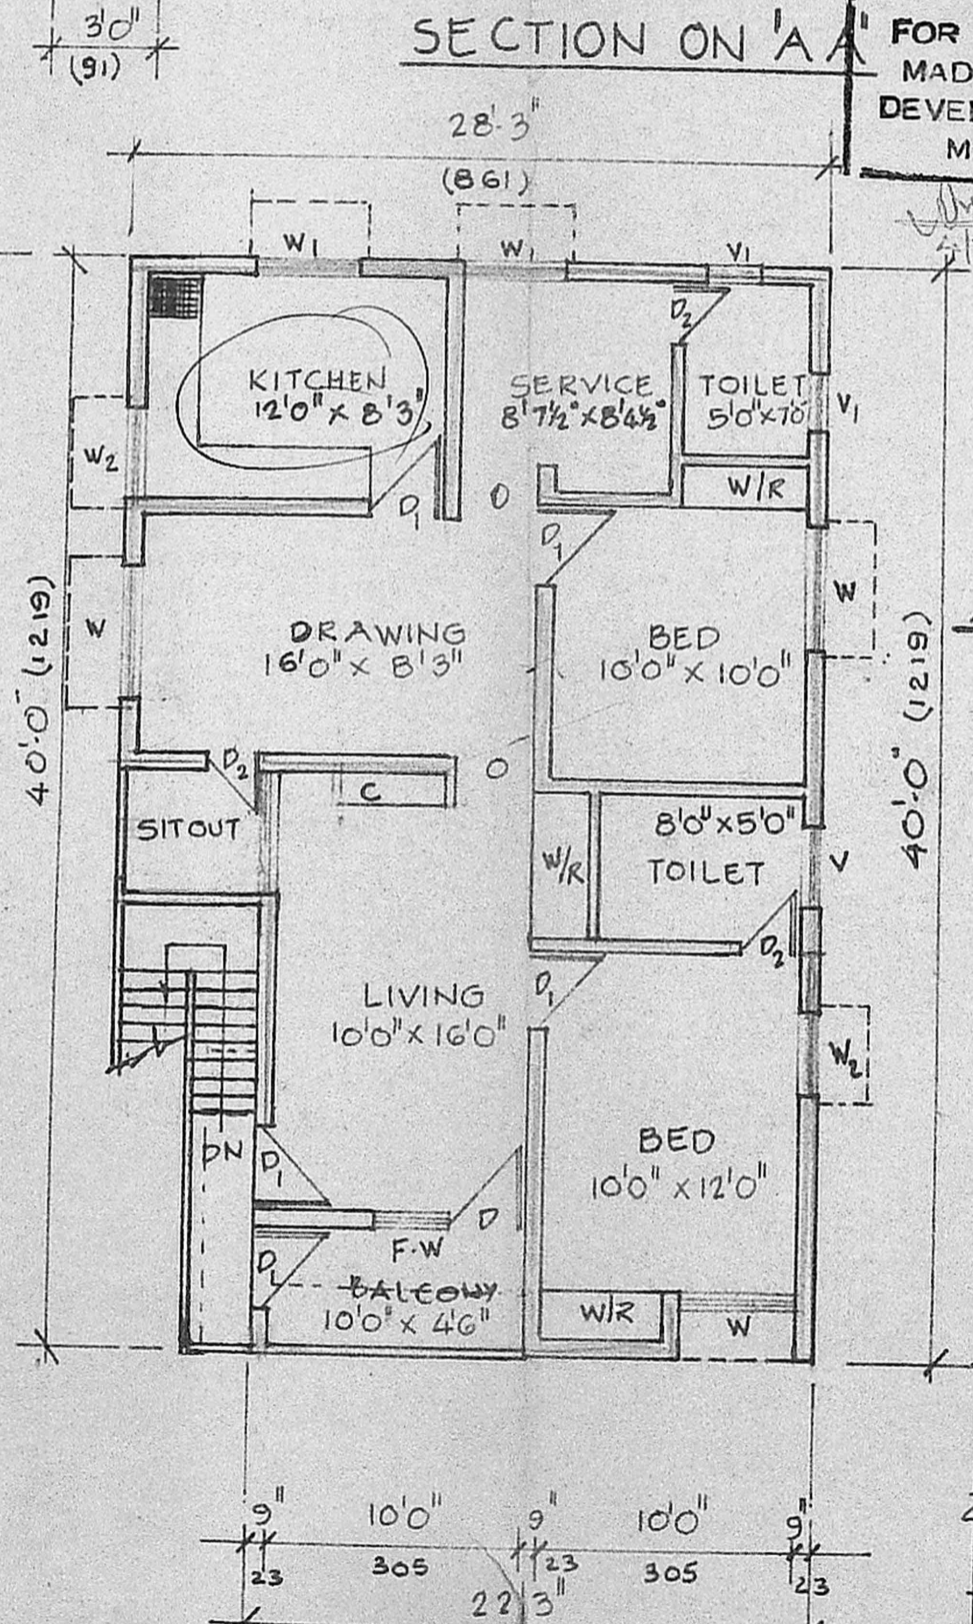 3'0"
(91)
SECTION ON 'A A'
FOR
MAD
DEVEL
M
28'-3"
(861)
W1
W1
V1
D2
KITCHEN
12'0" X 8'3"
SERVICE
8'7½" X 8'4½"
TOILET
5'0" X 7'0
V1
W2
D1
O
W/R
D1
W
W
DRAWING
16'0" X 8'3"
BED
10'0" X 10'0"
40'-0" (1219)
40'-0" (1219)
D2
O
C
SITOUT
8'0" X 5'0"
TOILET
W/R
V
D2
D1
LIVING
10'0" X 16'0"
W2
BED
10'0" X 12'0"
DN
D1
D
F.W
D1
BALCONY
10'0" X 4'6"
W/R
W
9"
10'0"
9"
10'0"
9"
23
305
23
305
23
22'3"